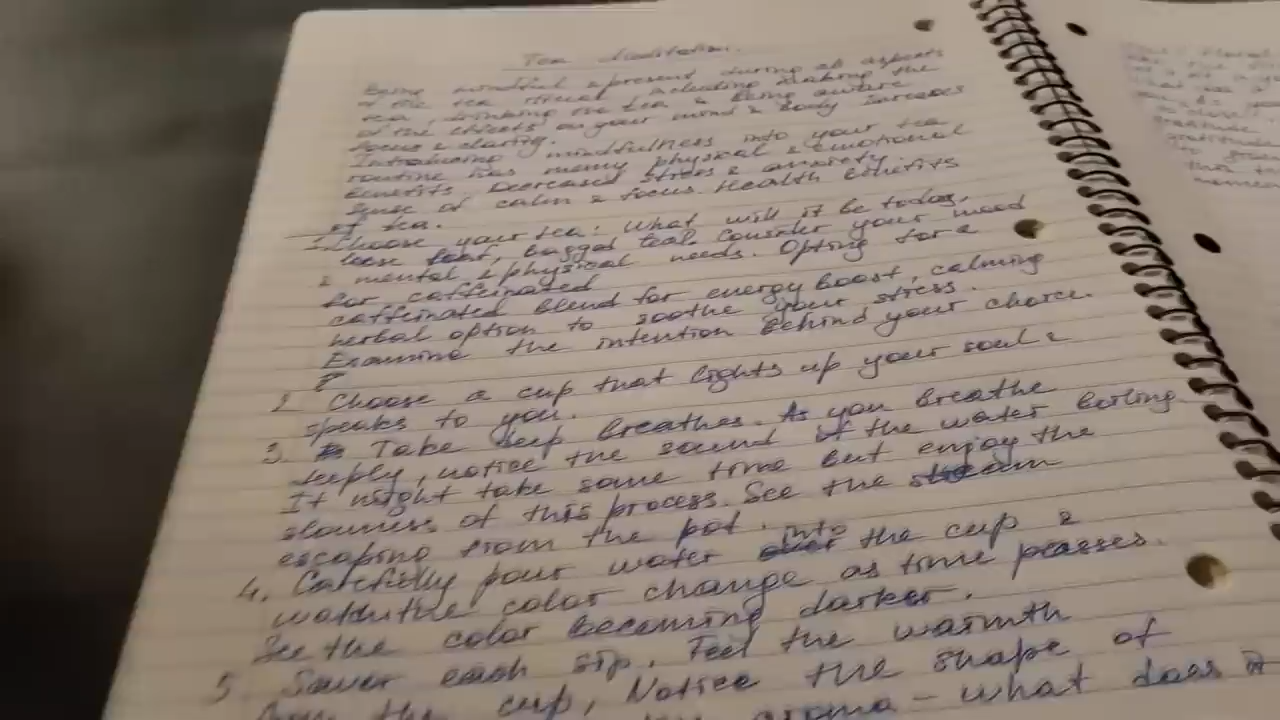 Tea Meditation.
Being mindful & present during all aspects
of the tea ritual including making the
tea, drinking the tea & being aware
of the effects on your mind & body increases
focus & clarity.
Introducing mindfulness into your tea
routine has many physical & emotional
benefits. Decreased stress & anxiety
sense of calm & focus. Health benefits
of tea.
1. Choose your tea: What will it be today,
loose leaf, bagged tea. Consider your mood
& mental & physical needs. Opting for a
for caffeinated
caffeinated blend for energy boost, calming
herbal option to soothe your stress.
Examine the intention behind your choice.
2 Choose a cup that lights up your soul &
speaks to you.
3. Take deep breathes. As you breathe
deeply, notice the sound of the water boiling
It might take some time but enjoy the
slowness of this process. See the steam
escaping from the pot.
4. Carefully pour water into the cup &
watch the color change as time passes.
See the color becoming darker.
5. Savor each sip. Feel the warmth
the cup, Notice the shape of
aroma - what does it